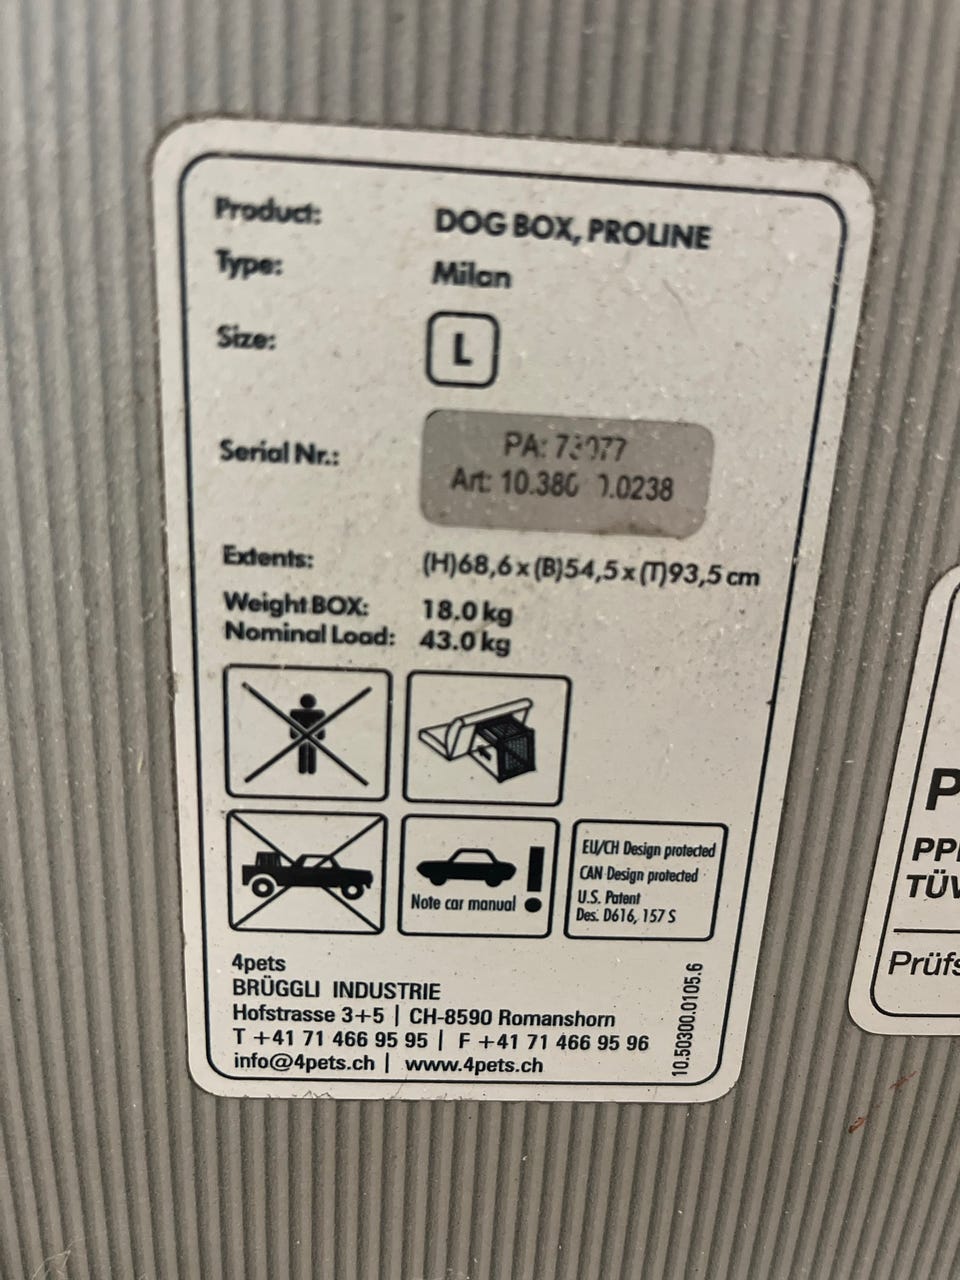 Product: DOG BOX, PROLINE
Type: Milan
Size: L
Serial Nr.: PA:
Art:
Extents: (H)68,6 x (B)54,5 x (T)93,5 cm
Weight BOX: 18.0 kg
Nominal Load: 43.0 kg
Note car manual !
EU/CH Design protected
CAN Design protected
U.S. Patent
Des. D616, 157 S
4pets
BRÜGGLI INDUSTRIE
Hofstrasse 3+5 | CH-8590 Romanshorn
T +41 71 466 95 95 | F +41 71 466 95 96
info@4pets.ch | www.4pets.ch
10.50300.0105.6